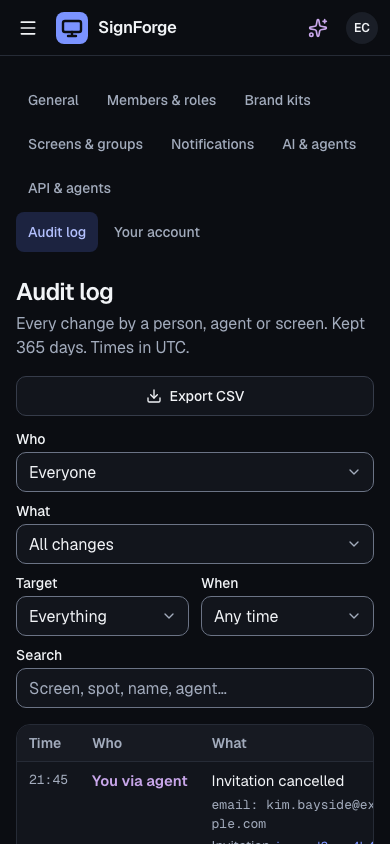 SignForge
EC
General
Members & roles
Brand kits
Screens & groups
Notifications
AI & agents
API & agents
Audit log
Your account
Audit log
Every change by a person, agent or screen. Kept
365 days. Times in UTC.
Export CSV
Who
Everyone
What
All changes
Target
When
Everything
Any time
Search
Screen, spot, name, agent…
Time
Who
What
21:45
You via agent
Invitation cancelled
email: kim.bayside@ex
ple.com